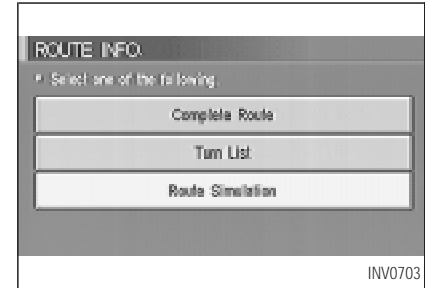 ROUTE INFO.
Select one of the following.
Complete Route
Turn List
Route Simulation
INV0703